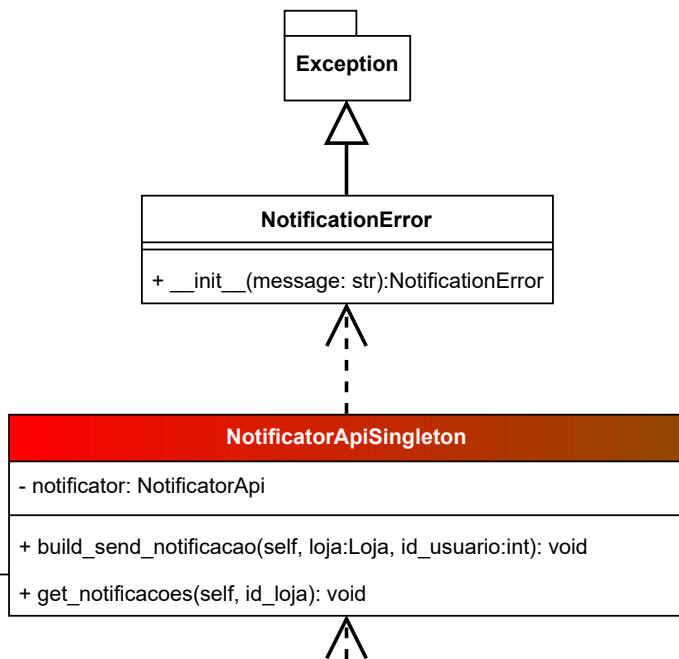 Exception
NotificationError
+ __init__(message: str):NotificationError
NotificatorApiSingleton
- notificator: NotificatorApi
+ build_send_notificacao(self, loja:Loja, id_usuario:int): void
+ get_notificacoes(self, id_loja): void